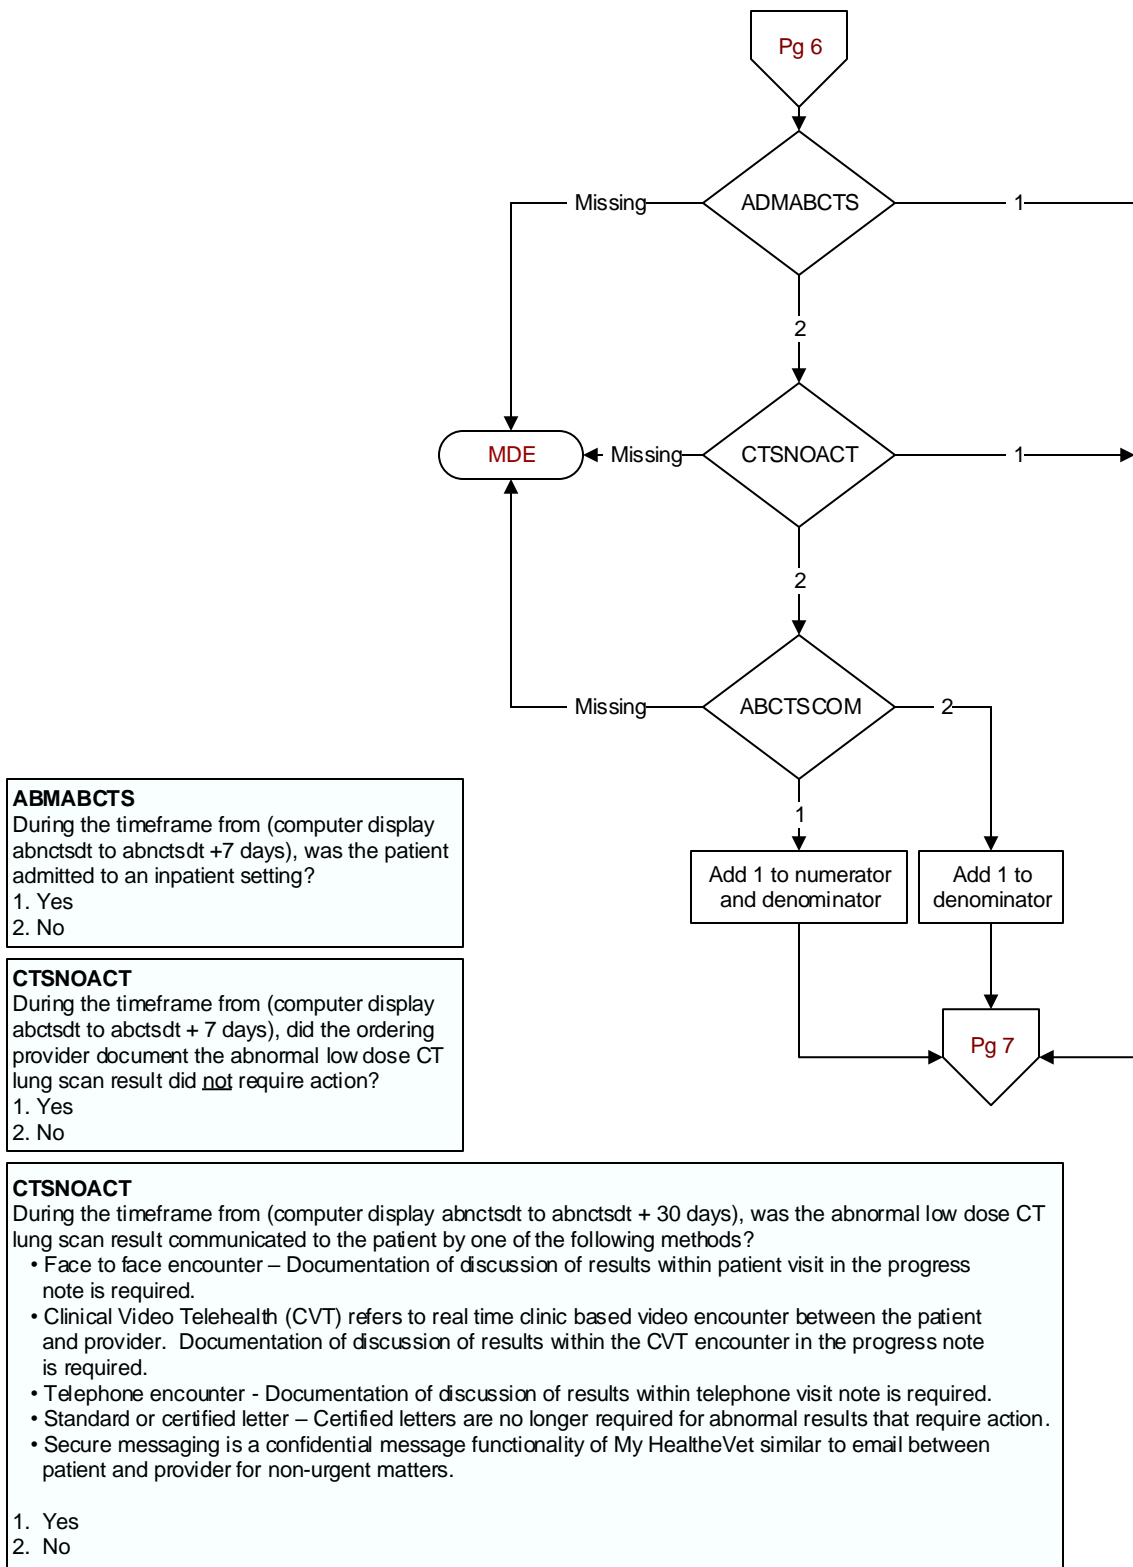 Pg 6
ADMABCTS
Missing
1
2
CTSNOACT
Missing
1
MDE
2
ABCTSCOM
Missing
2
1
Add 1 to numerator
and denominator
Add 1 to
denominator
Pg 7
ABMABCTS
During the timeframe from (computer display
abnctsdt to abnctsdt +7 days), was the patient
admitted to an inpatient setting?
1. Yes
2. No
CTSNOACT
During the timeframe from (computer display
abctsdt to abctsdt + 7 days), did the ordering
provider document the abnormal low dose CT
lung scan result did not require action?
1. Yes
2. No
CTSNOACT
During the timeframe from (computer display abnctsdt to abnctsdt + 30 days), was the abnormal low dose CT
lung scan result communicated to the patient by one of the following methods?
• Face to face encounter – Documentation of discussion of results within patient visit in the progress
note is required.
• Clinical Video Telehealth (CVT) refers to real time clinic based video encounter between the patient
and provider. Documentation of discussion of results within the CVT encounter in the progress note
is required.
• Telephone encounter - Documentation of discussion of results within telephone visit note is required.
• Standard or certified letter – Certified letters are no longer required for abnormal results that require action.
• Secure messaging is a confidential message functionality of My HealtheVet similar to email between
patient and provider for non-urgent matters.
1. Yes
2. No